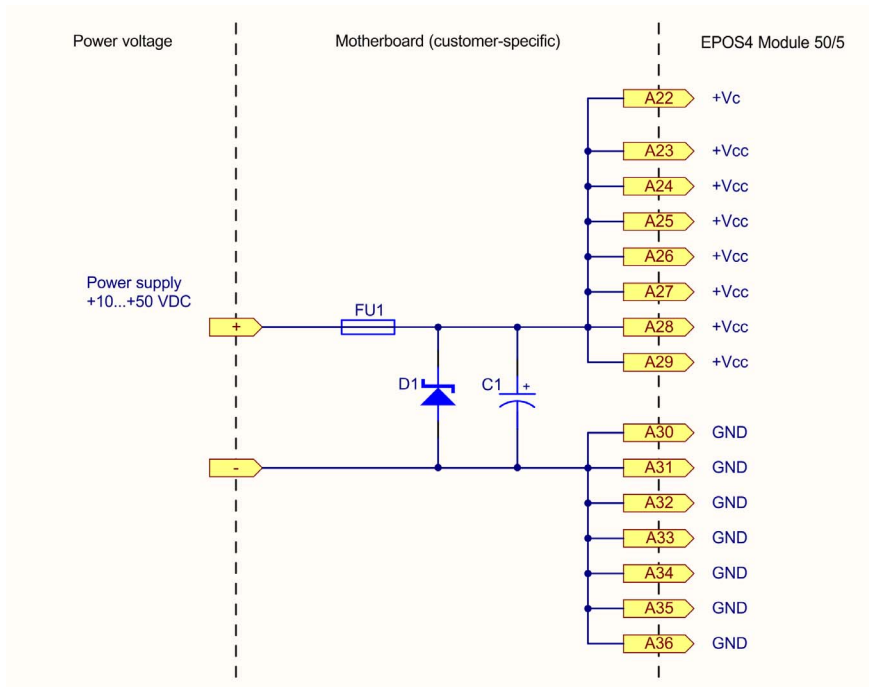 Power voltage
Motherboard (customer-specific)
EPOS4 Module 50/5
A22 +Vc
A23 +Vcc
A24 +Vcc
A25 +Vcc
A26 +Vcc
A27 +Vcc
Power supply
+10...+50 VDC
FU1
+
A28 +Vcc
A29 +Vcc
D1
C1 +
A30 GND
-
A31 GND
A32 GND
A33 GND
A34 GND
A35 GND
A36 GND